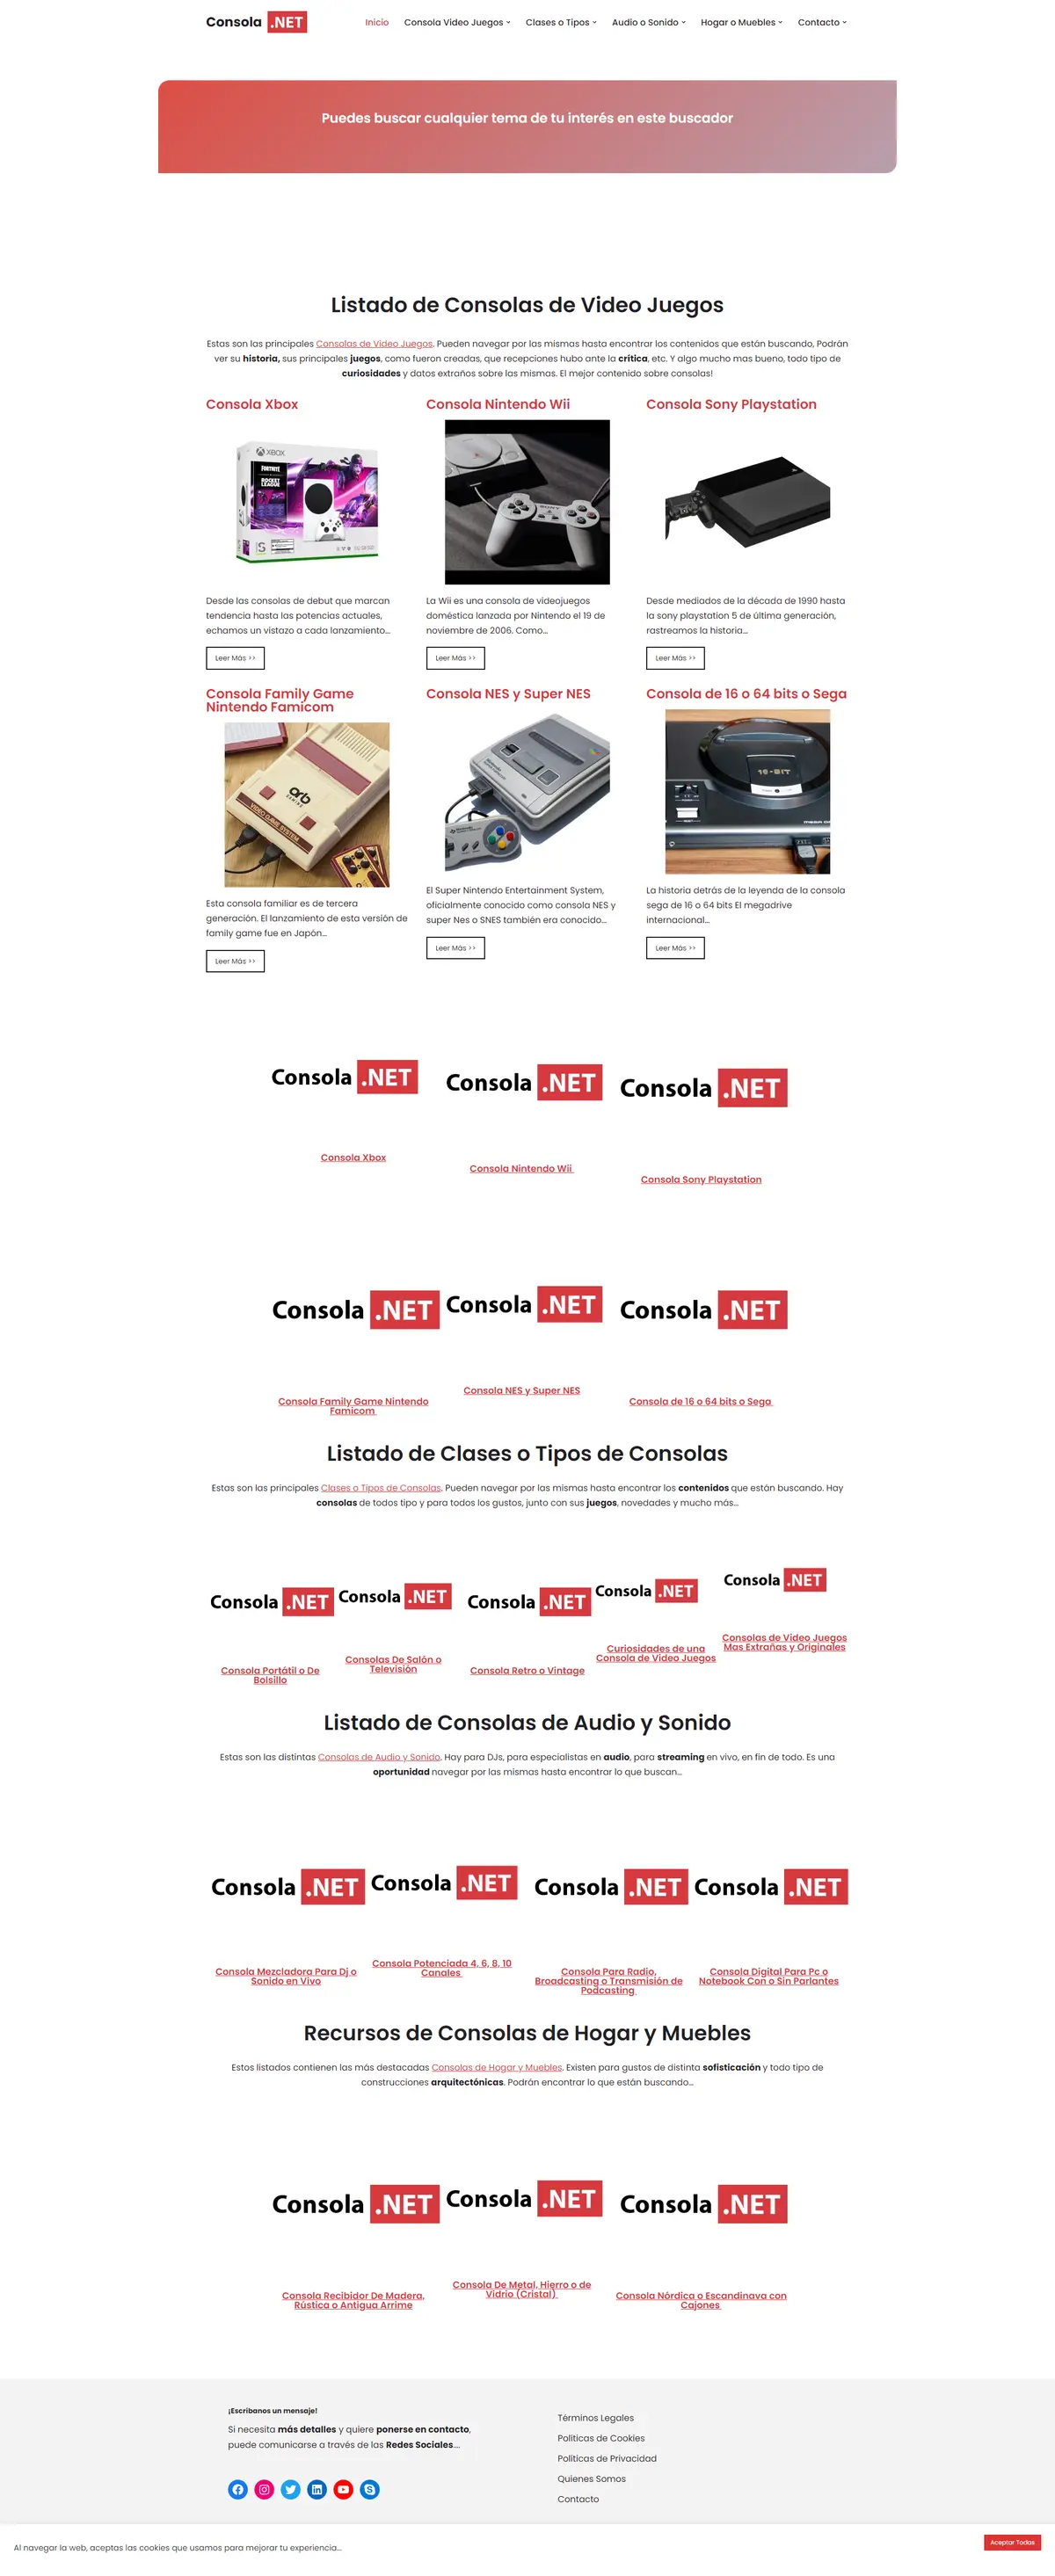 Consola .NET
Inicio
Consola Video Juegos
Clases o Tipos
Audio o Sonido
Hogar o Muebles
Contacto
Puedes buscar cualquier tema de tu interés en este buscador
Listado de Consolas de Video Juegos
Estas son las principales Consolas de Video Juegos. Pueden navegar por las mismas hasta encontrar los contenidos que están buscando, Podrán
ver su historia, sus principales juegos, como fueron creadas, que recepciones hubo ante la crítica, etc. Y algo mucho mas bueno, todo tipo de
curiosidades y datos extraños sobre las mismas. El mejor contenido sobre consolas!
Consola Xbox
XBOX
FORTNITE
ROCKET
LEAGUE
Desde las consolas de debut que marcan
tendencia hasta las potencias actuales,
echamos un vistazo a cada lanzamiento...
Leer Más >>
Consola Nintendo Wii
SONY
La Wii es una consola de videojuegos
doméstica lanzada por Nintendo el 19 de
noviembre de 2006. Como...
Leer Más >>
Consola Sony Playstation
Desde mediados de la década de 1990 hasta
la sony playstation 5 de última generación,
rastreamos la historia...
Leer Más >>
Consola Family Game
Nintendo Famicom
arb
VIDEO GAME SYSTEM
Esta consola familiar es de tercera
generación. El lanzamiento de esta versión de
family game fue en Japón...
Leer Más >>
Consola NES y Super NES
El Super Nintendo Entertainment System,
oficialmente conocido como consola NES y
super Nes o SNES también era conocido...
Leer Más >>
Consola de 16 o 64 bits o Sega
16-BIT
La historia detrás de la leyenda de la consola
sega de 16 o 64 bits El megadrive
internacional...
Leer Más >>
Consola .NET
Consola .NET
Consola .NET
Consola Xbox
Consola Nintendo Wii
Consola Sony Playstation
Consola .NET
Consola .NET
Consola .NET
Consola Family Game Nintendo
Famicom
Consola NES y Super NES
Consola de 16 o 64 bits o Sega
Listado de Clases o Tipos de Consolas
Estas son las principales Clases o Tipos de Consolas. Pueden navegar por las mismas hasta encontrar los contenidos que están buscando. Hay
consolas de todos tipo y para todos los gustos, junto con sus juegos, novedades y mucho más...
Consola .NET
Consola .NET
Consola .NET
Consola .NET
Consola .NET
Consola Portátil o De
Bolsillo
Consolas De Salón o
Televisión
Consola Retro o Vintage
Curiosidades de una
Consola de Video Juegos
Consolas de Video Juegos
Mas Extrañas y Originales
Listado de Consolas de Audio y Sonido
Estas son las distintas Consolas de Audio y Sonido. Hay para DJs, para especialistas en audio, para streaming en vivo, en fin de todo. Es una
oportunidad navegar por las mismas hasta encontrar lo que buscan...
Consola .NET
Consola .NET
Consola .NET
Consola .NET
Consola Mezcladora Para Dj o
Sonido en Vivo
Consola Potenciada 4, 6, 8, 10
Canales
Consola Para Radio,
Broadcasting o Transmisión de
Podcasting
Consola Digital Para Pc o
Notebook Con o Sin Parlantes
Recursos de Consolas de Hogar y Muebles
Estos listados contienen las más destacadas Consolas de Hogar y Muebles. Existen para gustos de distinta sofisticación y todo tipo de
construcciones arquitectónicas. Podrán encontrar lo que están buscando...
Consola .NET
Consola .NET
Consola .NET
Consola Recibidor De Madera,
Rústica o Antigua Arrime
Consola De Metal, Hierro o de
Vidrio (Cristal)
Consola Nórdica o Escandinava con
Cajones
¡Escríbanos un mensaje!
Si necesita más detalles y quiere ponerse en contacto,
puede comunicarse a través de las Redes Sociales...
Términos Legales
Políticas de Cookies
Políticas de Privacidad
Quienes Somos
Contacto
Al navegar la web, aceptas las cookies que usamos para mejorar tu experiencia...
Aceptar Todas